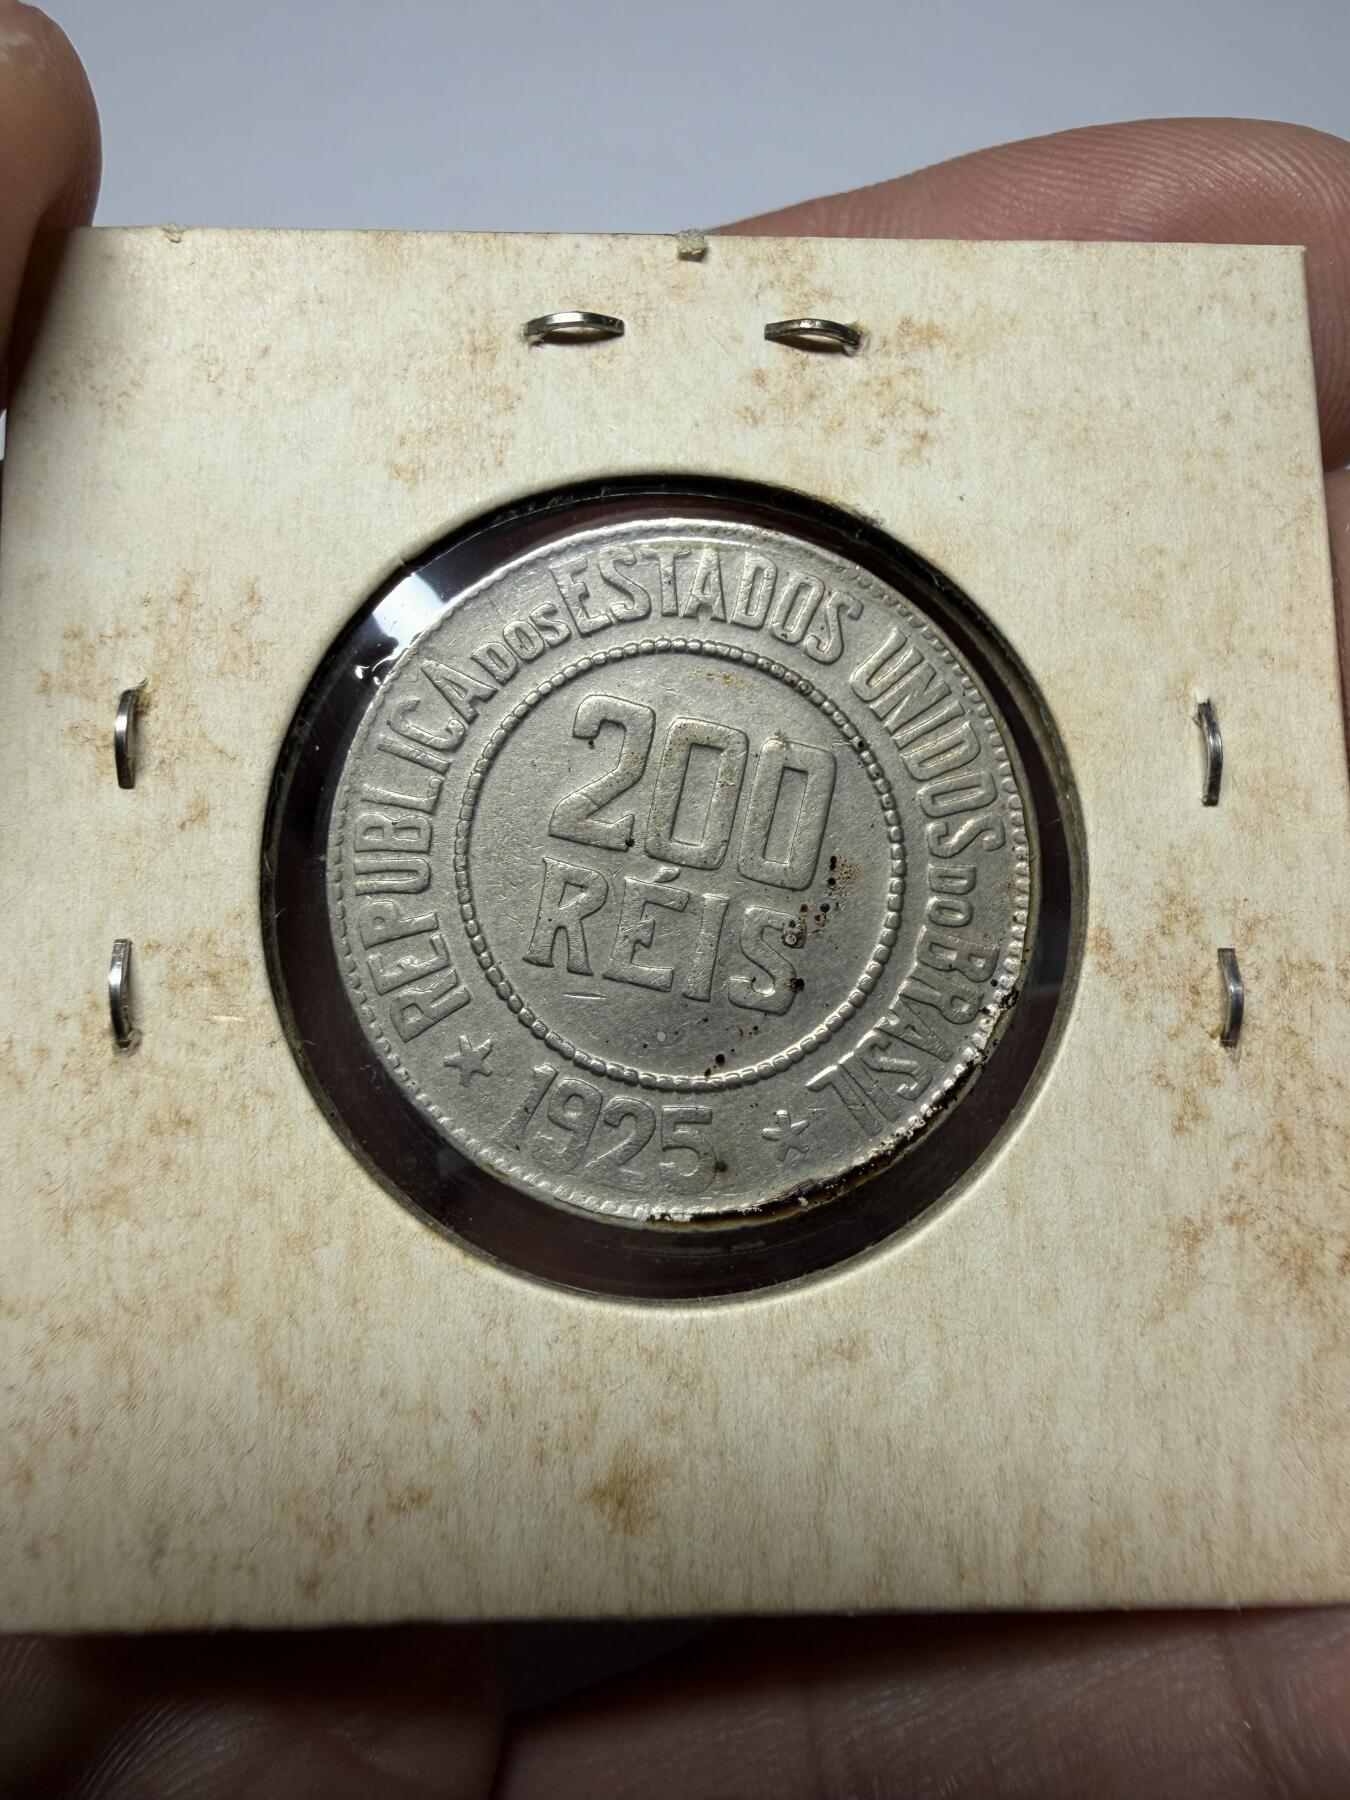 REPUBLICA DOS ESTADOS UNIDOS DO BRASIL
200
RÉIS
★ 1925 ★